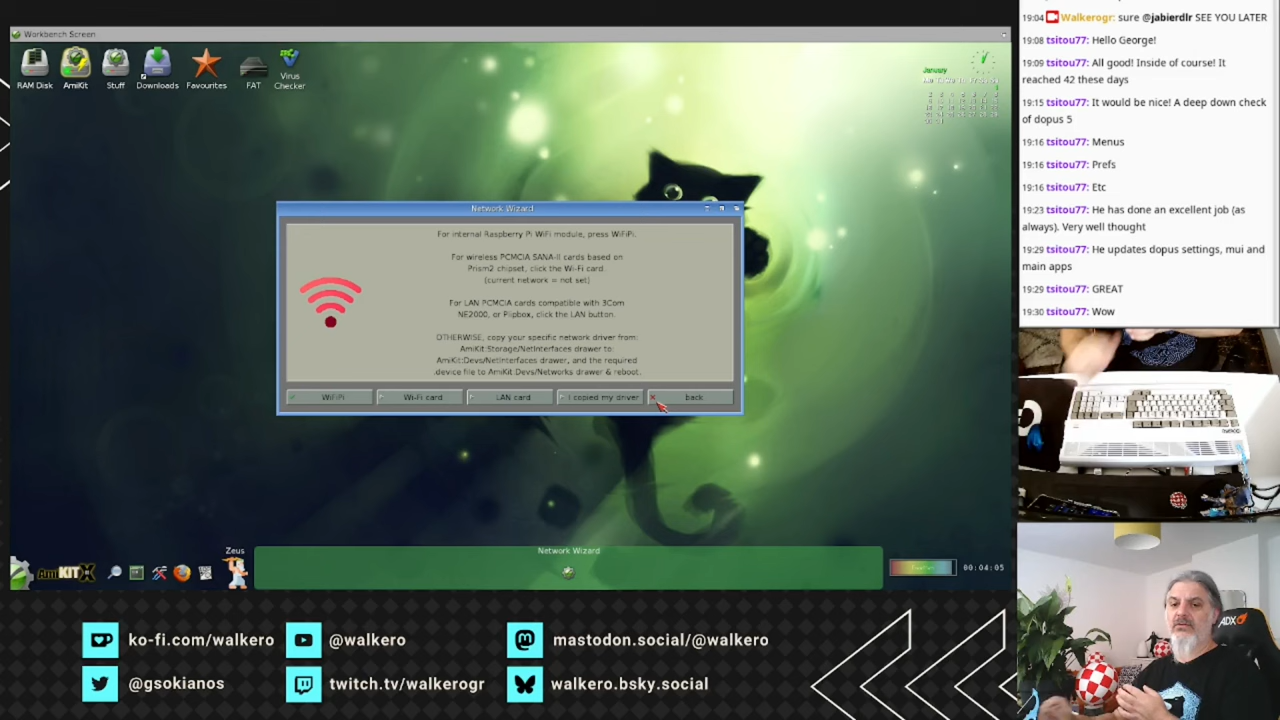 Workbench Screen
RAM Disk
AmiKit
Stuff
Downloads
Favourites
FAT
Virus
Checker
January
Network Wizard
For internal Raspberry Pi WiFi module, press WiFiPi.
For wireless PCMCIA SANA-II cards based on
Prism2 chipset, click the Wi-Fi card.
(current network = not set)
For LAN PCMCIA cards compatible with 3Com
NE2000, or Plipbox, click the LAN button.
OTHERWISE, copy your specific network driver from:
AmiKit:Storage/NetInterfaces drawer to:
AmiKit:Devs/NetInterfaces drawer, and the required
.device file to AmiKit:Devs/Networks drawer & reboot.
WiFiPi
Wi-Fi card
LAN card
I copied my driver
back
Zeus
Network Wizard
AmiKIT X
00:04:05
19:04 Walkerogr: sure @jabierdlr SEE YOU LATER
19:08 tsitou77: Hello George!
19:09 tsitou77: All good! Inside of course! It
reached 42 these days
19:15 tsitou77: It would be nice! A deep down check
of dopus 5
19:16 tsitou77: Menus
19:16 tsitou77: Prefs
19:16 tsitou77: Etc
19:23 tsitou77: He has done an excellent job (as
always). Very well thought
19:29 tsitou77: He updates dopus settings, mui and
main apps
19:29 tsitou77: GREAT
19:30 tsitou77: Wow
ADX
ko-fi.com/walkero
@walkero
mastodon.social/@walkero
@gsokianos
twitch.tv/walkerogr
walkero.bsky.social